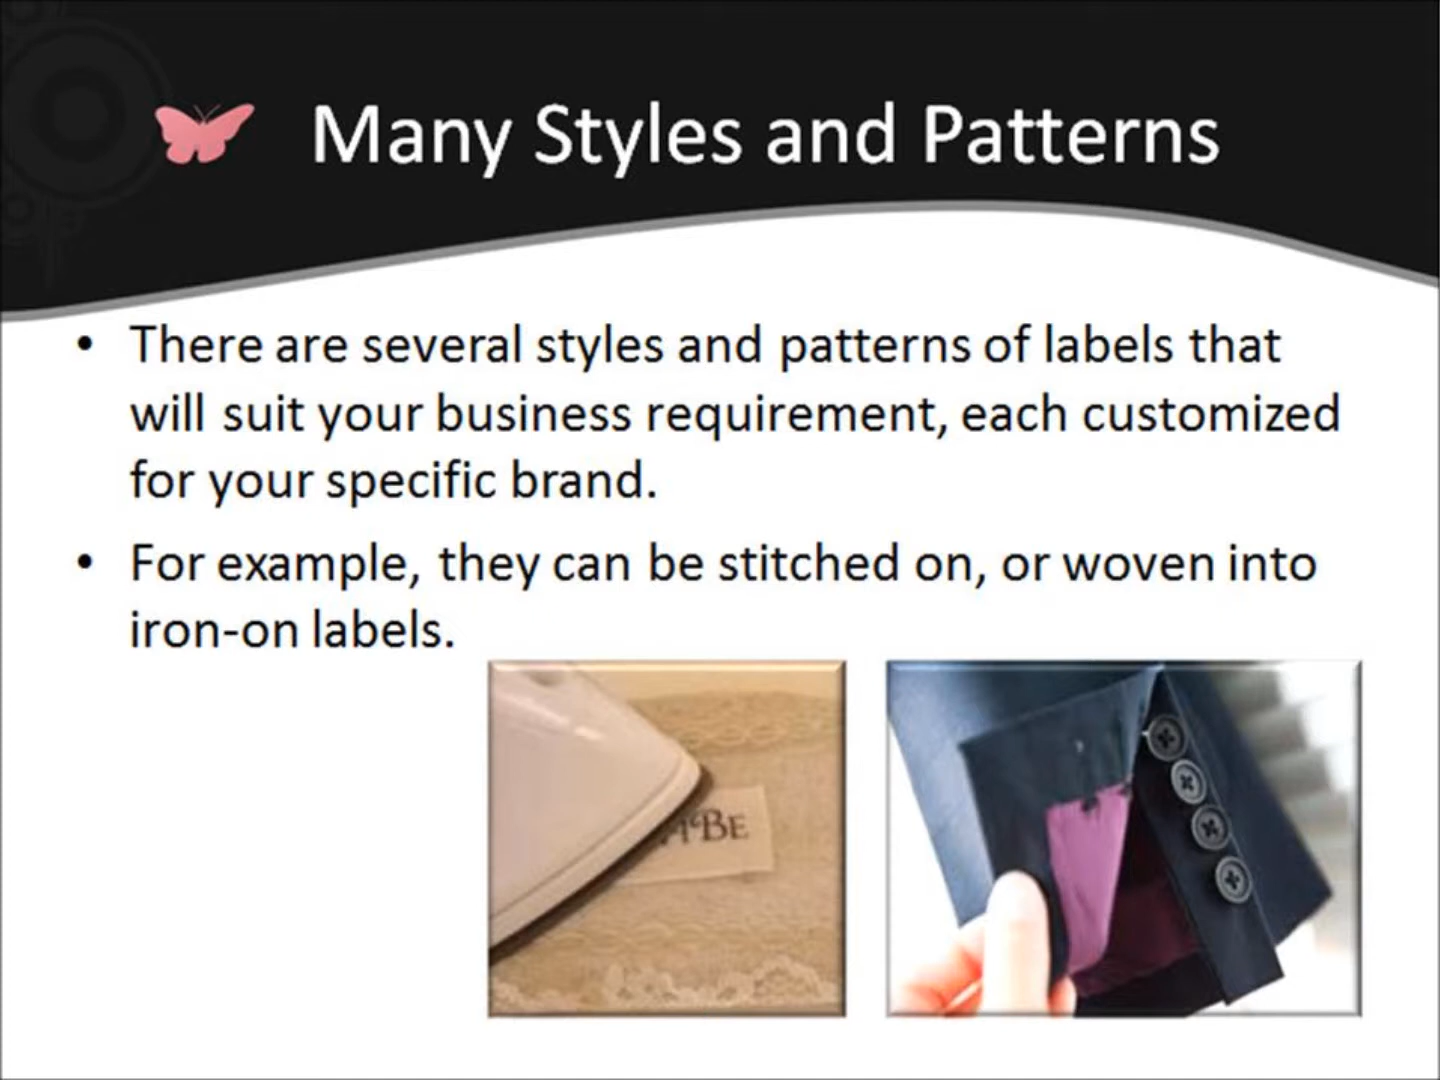 Many Styles and Patterns
• There are several styles and patterns of labels that
will suit your business requirement, each customized
for your specific brand.
• For example, they can be stitched on, or woven into
iron-on labels.